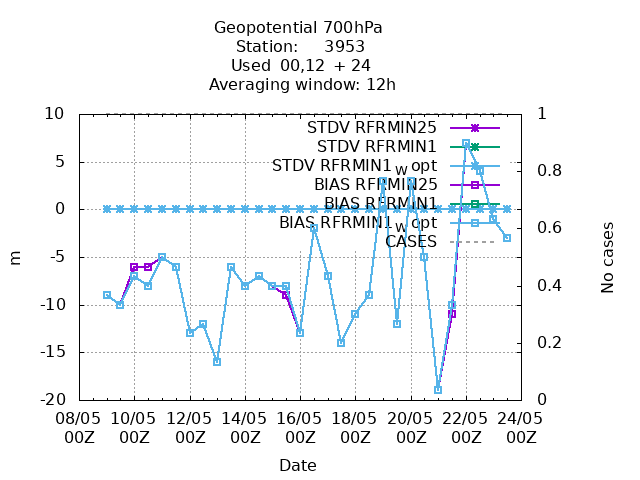 Geopotential 700hPa
Station: 3953
Used 00,12 + 24
Averaging window: 12h
10
5
0
-5
-10
-15
-20
m
1
0.8
0.6
0.4
0.2
0
No cases
STDV RFRMIN25
STDV RFRMIN1
STDV RFRMIN1w opt
BIAS RFRMIN25
BIAS RFRMIN1
BIAS RFRMIN1w opt
CASES
08/05 10/05 12/05 14/05 16/05 18/05 20/05 22/05 24/05
00Z 00Z 00Z 00Z 00Z 00Z 00Z 00Z 00Z
Date